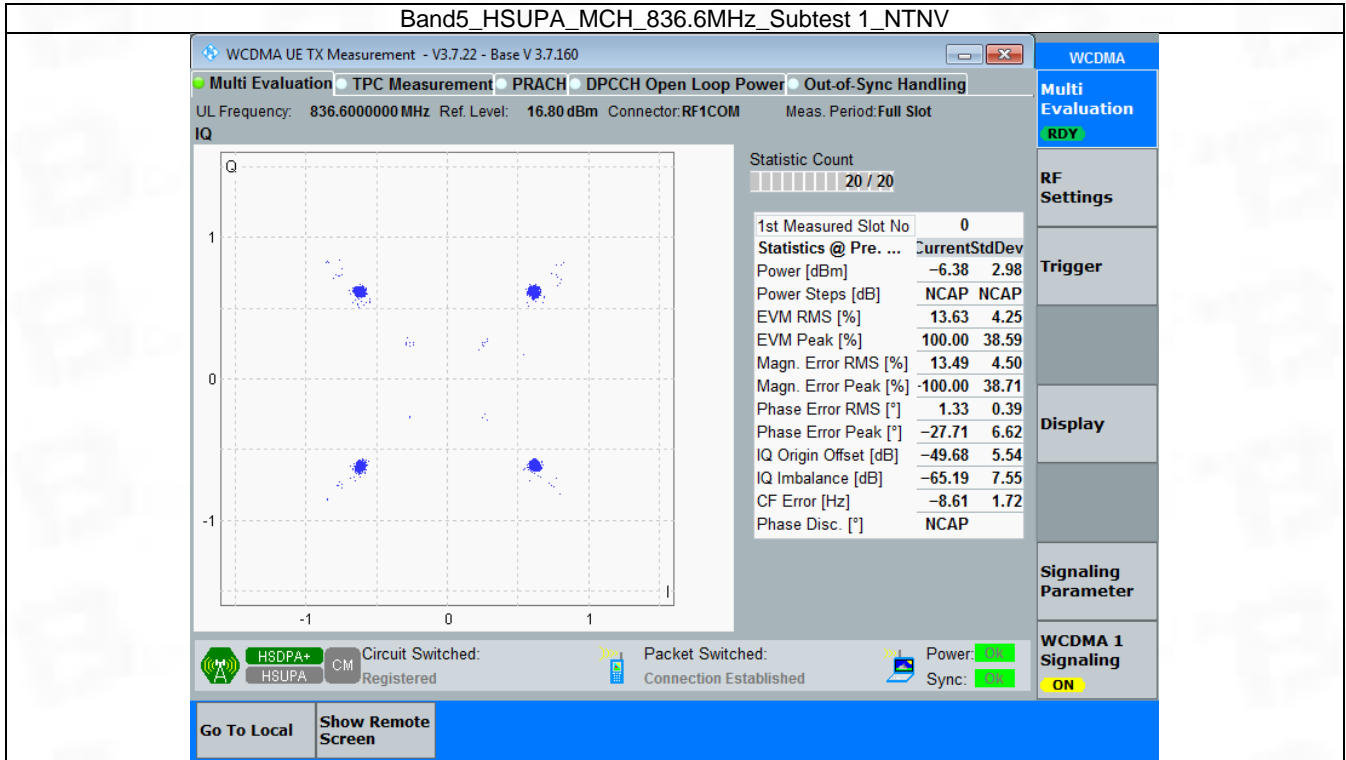 Band5_HSUPA_MCH_836.6MHz_Subtest 1_NTNV
WCDMA UE TX Measurement - V3.7.22 - Base V 3.7.160
WCDMA
Multi Evaluation TPC Measurement PRACH DPCCH Open Loop Power Out-of-Sync Handling
UL Frequency: 836.6000000 MHz Ref. Level: 16.80 dBm Connector: RF1COM Meas. Period: Full Slot
IQ
Multi
Evaluation
RDY
Q
1
0
-1
-1 0 1
I
Statistic Count
20 / 20
1st Measured Slot No 0
Statistics @ Pre. ... Current StdDev
Power [dBm] −6.38 2.98
Power Steps [dB] NCAP NCAP
EVM RMS [%] 13.63 4.25
EVM Peak [%] 100.00 38.59
Magn. Error RMS [%] 13.49 4.50
Magn. Error Peak [%] -100.00 38.71
Phase Error RMS [°] 1.33 0.39
Phase Error Peak [°] −27.71 6.62
IQ Origin Offset [dB] −49.68 5.54
IQ Imbalance [dB] −65.19 7.55
CF Error [Hz] −8.61 1.72
Phase Disc. [°] NCAP
RF
Settings
Trigger
Display
Signaling
Parameter
WCDMA 1
Signaling
ON
HSDPA+
HSUPA
CM
Circuit Switched:
Registered
Packet Switched:
Connection Established
Power: Ok
Sync: Ok
Go To Local
Show Remote
Screen